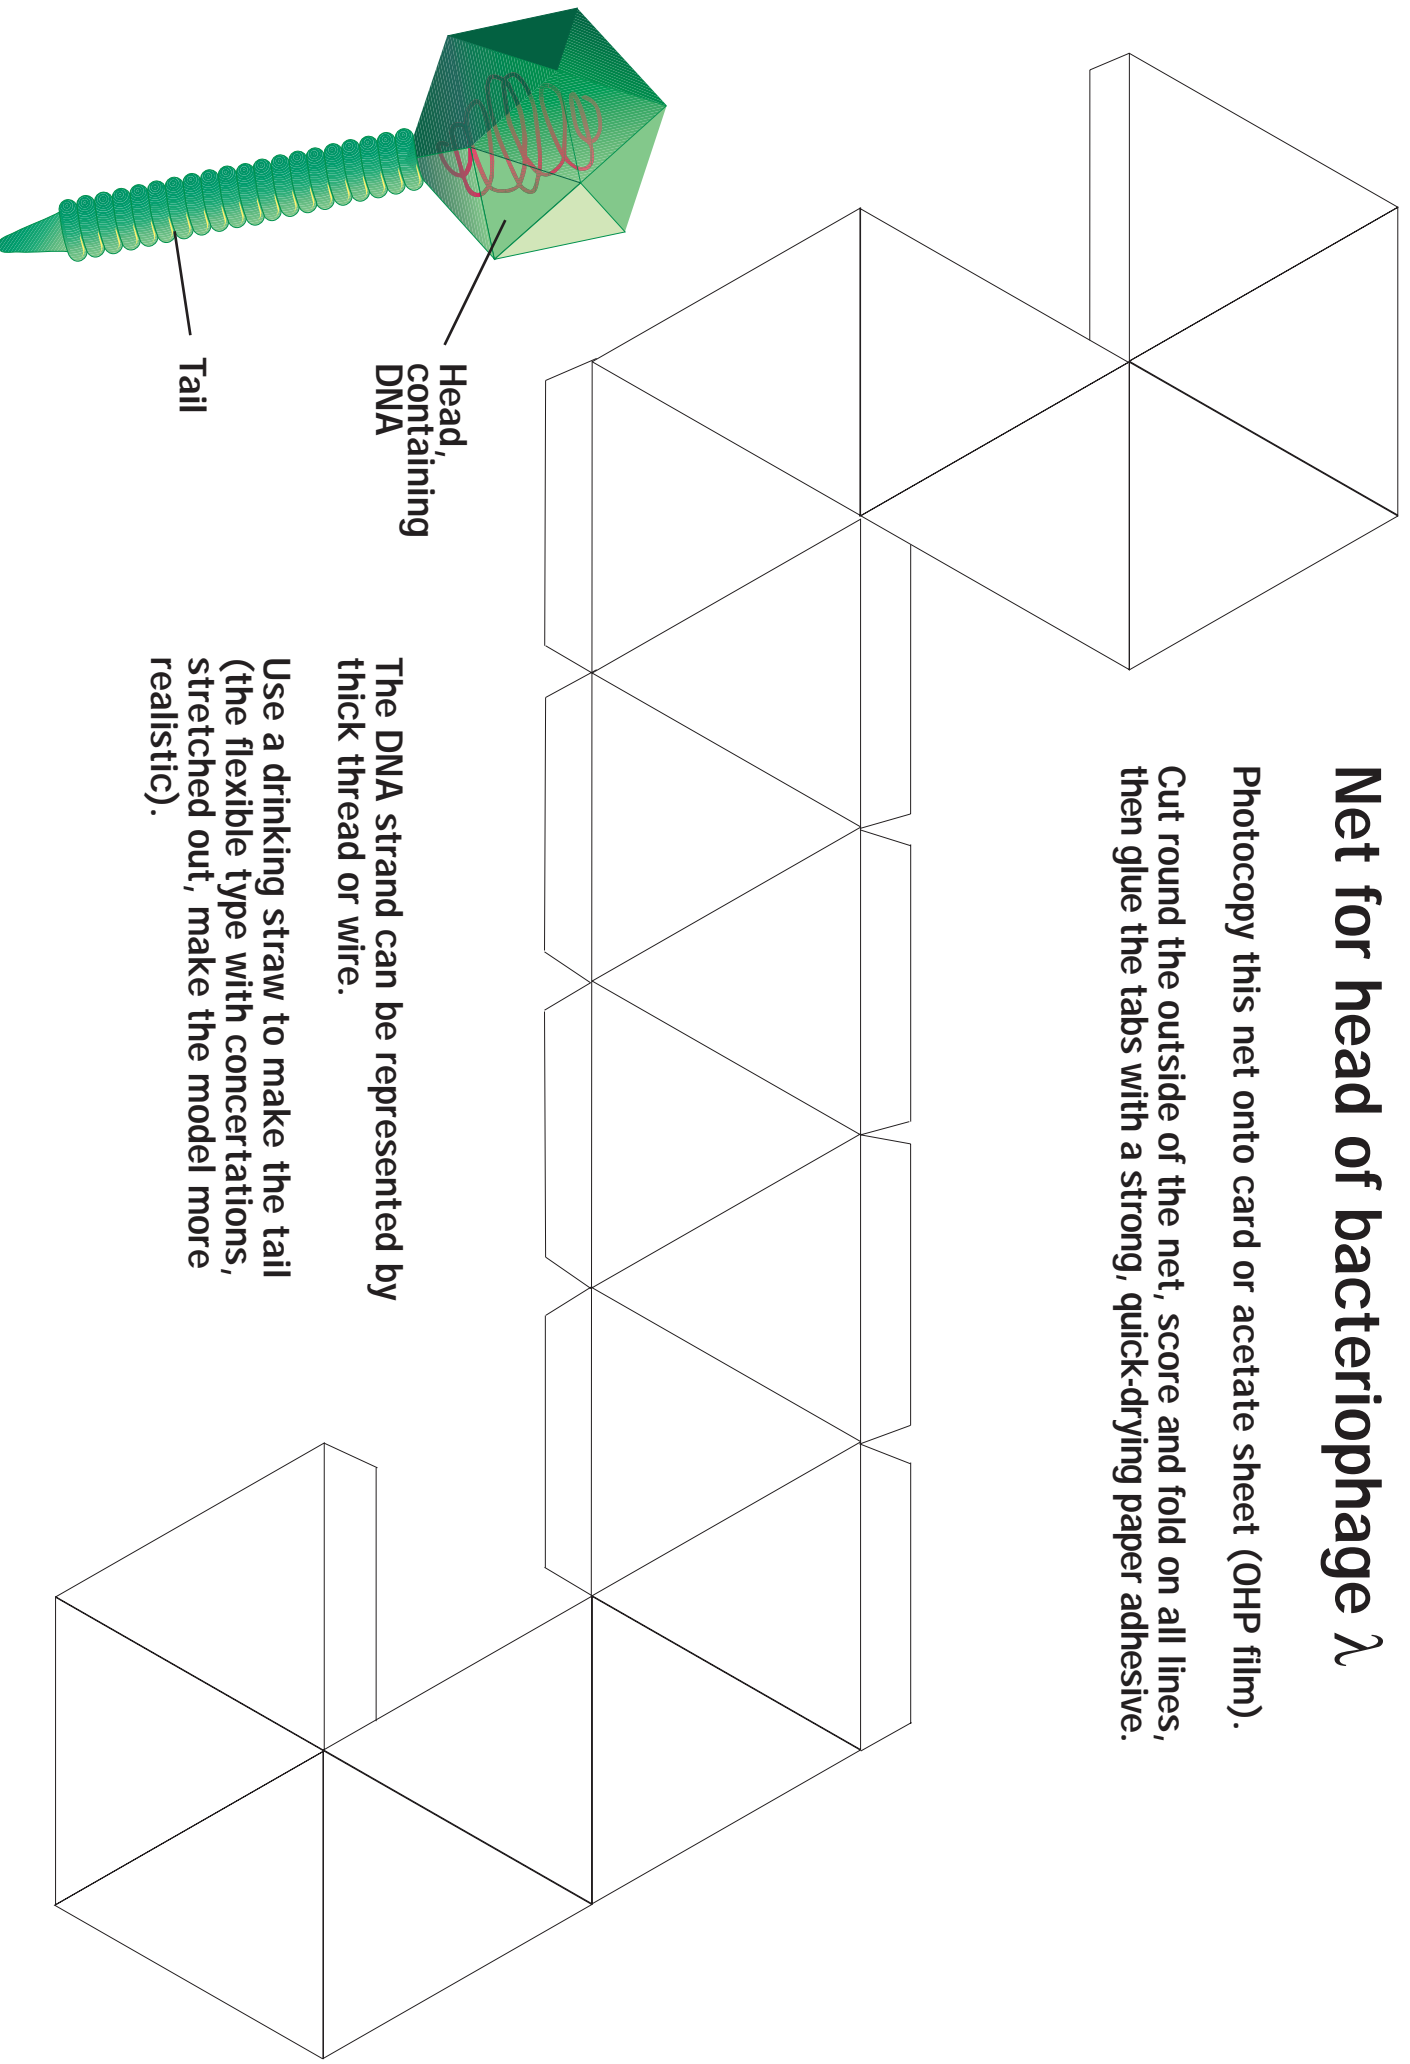 Net for head of bacteriophage λ
Photocopy this net onto card or acetate sheet (OHP film).
Cut round the outside of the net, score and fold on all lines,
then glue the tabs with a strong, quick-drying paper adhesive.
Head,
containing
DNA
Tail
The DNA strand can be represented by
thick thread or wire.
Use a drinking straw to make the tail
(the flexible type with concertations,
stretched out, make the model more
realistic).